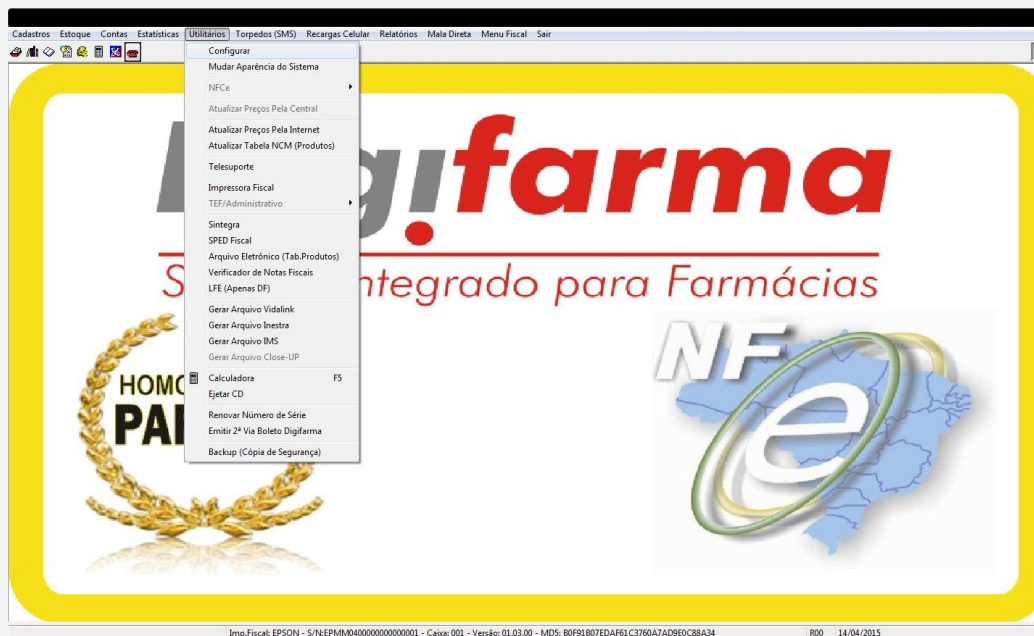 Cadastros Estoque Contas Estatísticas Utilitários Torpedos (SMS) Recargas Celular Relatórios Mala Direta Menu Fiscal Sair
Configurar
Mudar Aparência do Sistema
NFCe
Atualizar Preços Pela Central
Atualizar Preços Pela Internet
Atualizar Tabela NCM (Produtos)
Telesuporte
Impressora Fiscal
TEF/Administrativo
Sintegra
SPED Fiscal
Arquivo Eletrônico (Tab.Produtos)
Verificador de Notas Fiscais
LFE (Apenas DF)
Gerar Arquivo Vidalink
Gerar Arquivo Inestra
Gerar Arquivo IMS
Gerar Arquivo Close-UP
Calculadora F5
Ejetar CD
Renovar Número de Série
Emitir 2ª Via Boleto Digifarma
Backup (Cópia de Segurança)
farma
para Farmácias
NF
e
Imp.Fiscal: EPSON - S/N:EPMM0400000000000001 - Caixa: 001 - Versão: 01.03.00 - MD5: B0F91B07EDAF61C3760A7AD9E0C88A34 R00 14/04/2015